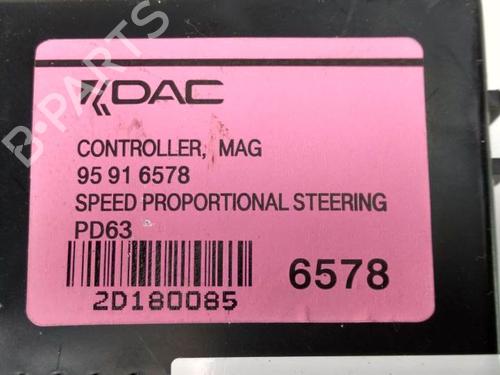 DAC
CONTROLLER, MAG
95 91 6578
SPEED PROPORTIONAL STEERING
PD63
6578
2D180085
B-PARTS